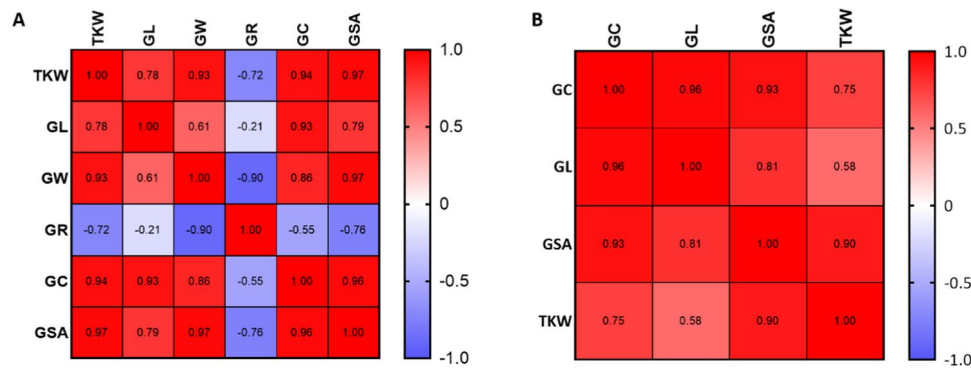 A
TKW GL GW GR GC GSA
TKW 1.00 0.78 0.93 -0.72 0.94 0.97
GL 0.78 1.00 0.61 -0.21 0.93 0.79
GW 0.93 0.61 1.00 -0.90 0.86 0.97
GR -0.72 -0.21 -0.90 1.00 -0.55 -0.76
GC 0.94 0.93 0.86 -0.55 1.00 0.96
GSA 0.97 0.79 0.97 -0.76 0.96 1.00
1.0
0.5
0
-0.5
-1.0
B
GC GL GSA TKW
GC 1.00 0.96 0.93 0.75
GL 0.96 1.00 0.81 0.58
GSA 0.93 0.81 1.00 0.90
TKW 0.75 0.58 0.90 1.00
1.0
0.5
0
-0.5
-1.0